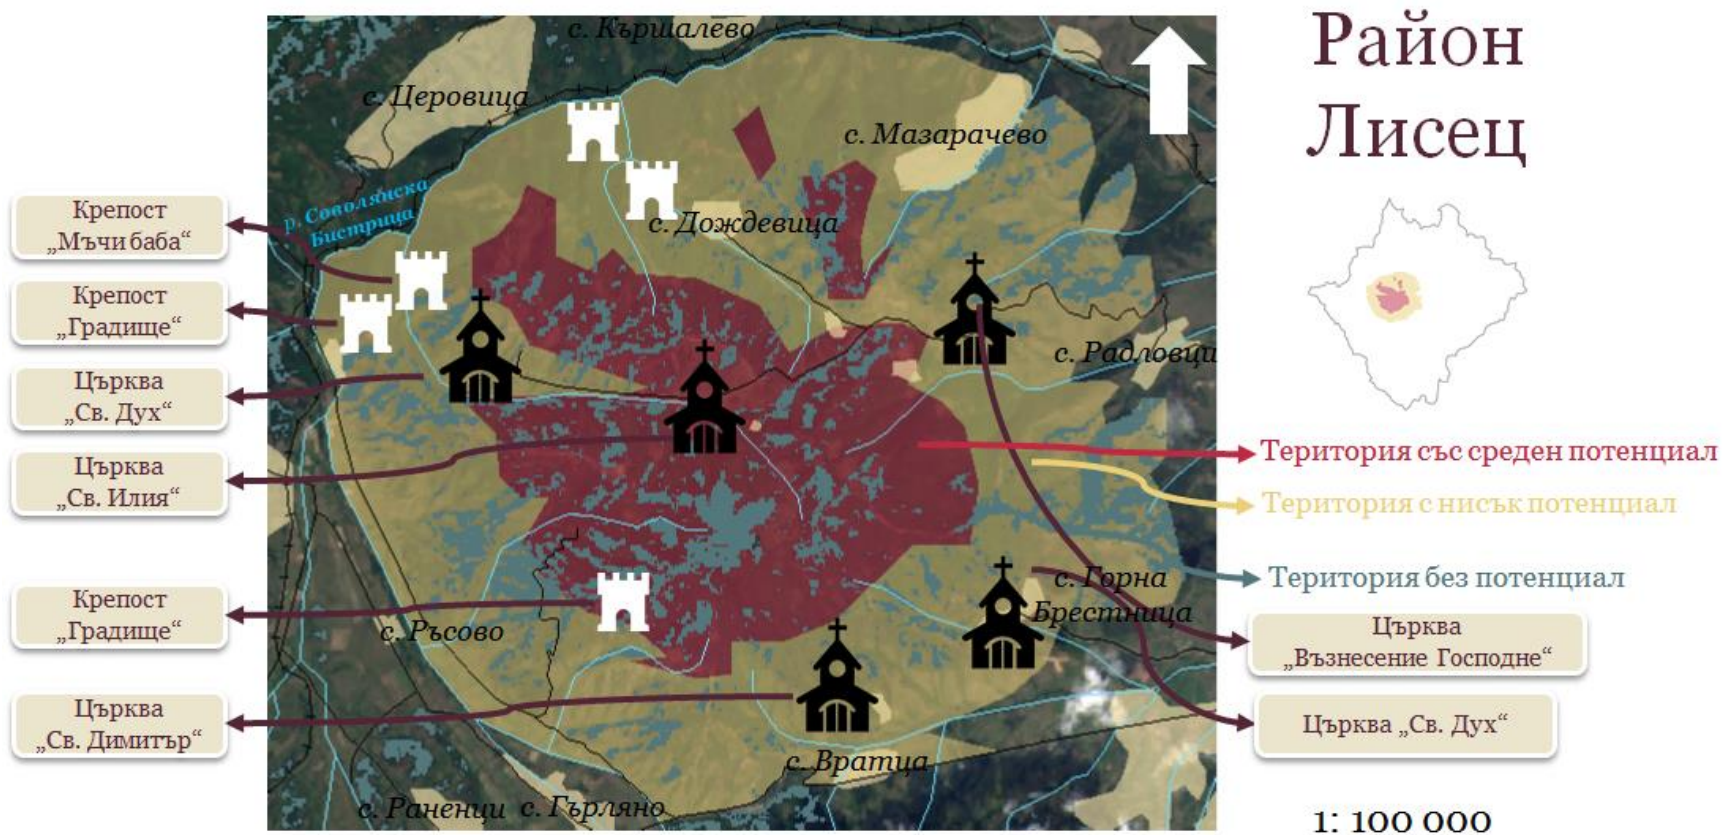 Район
Лисец
с. Кършалево
с. Церовица
с. Мазарачево
р. Соволянска
Бистрица
с. Дождевица
с. Радловци
с. Горна
Брестница
с. Ръсово
с. Вратца
с. Раненци
с. Гърляно
Крепост
„Мъчи баба“
Крепост
„Градище“
Църква
„Св. Дух“
Църква
„Св. Илия“
Крепост
„Градище“
Църква
„Св. Димитър“
Територия със среден потенциал
Територия с нисък потенциал
Територия без потенциал
Църква
„Възнесение Господне“
Църква „Св. Дух“
1: 100 000